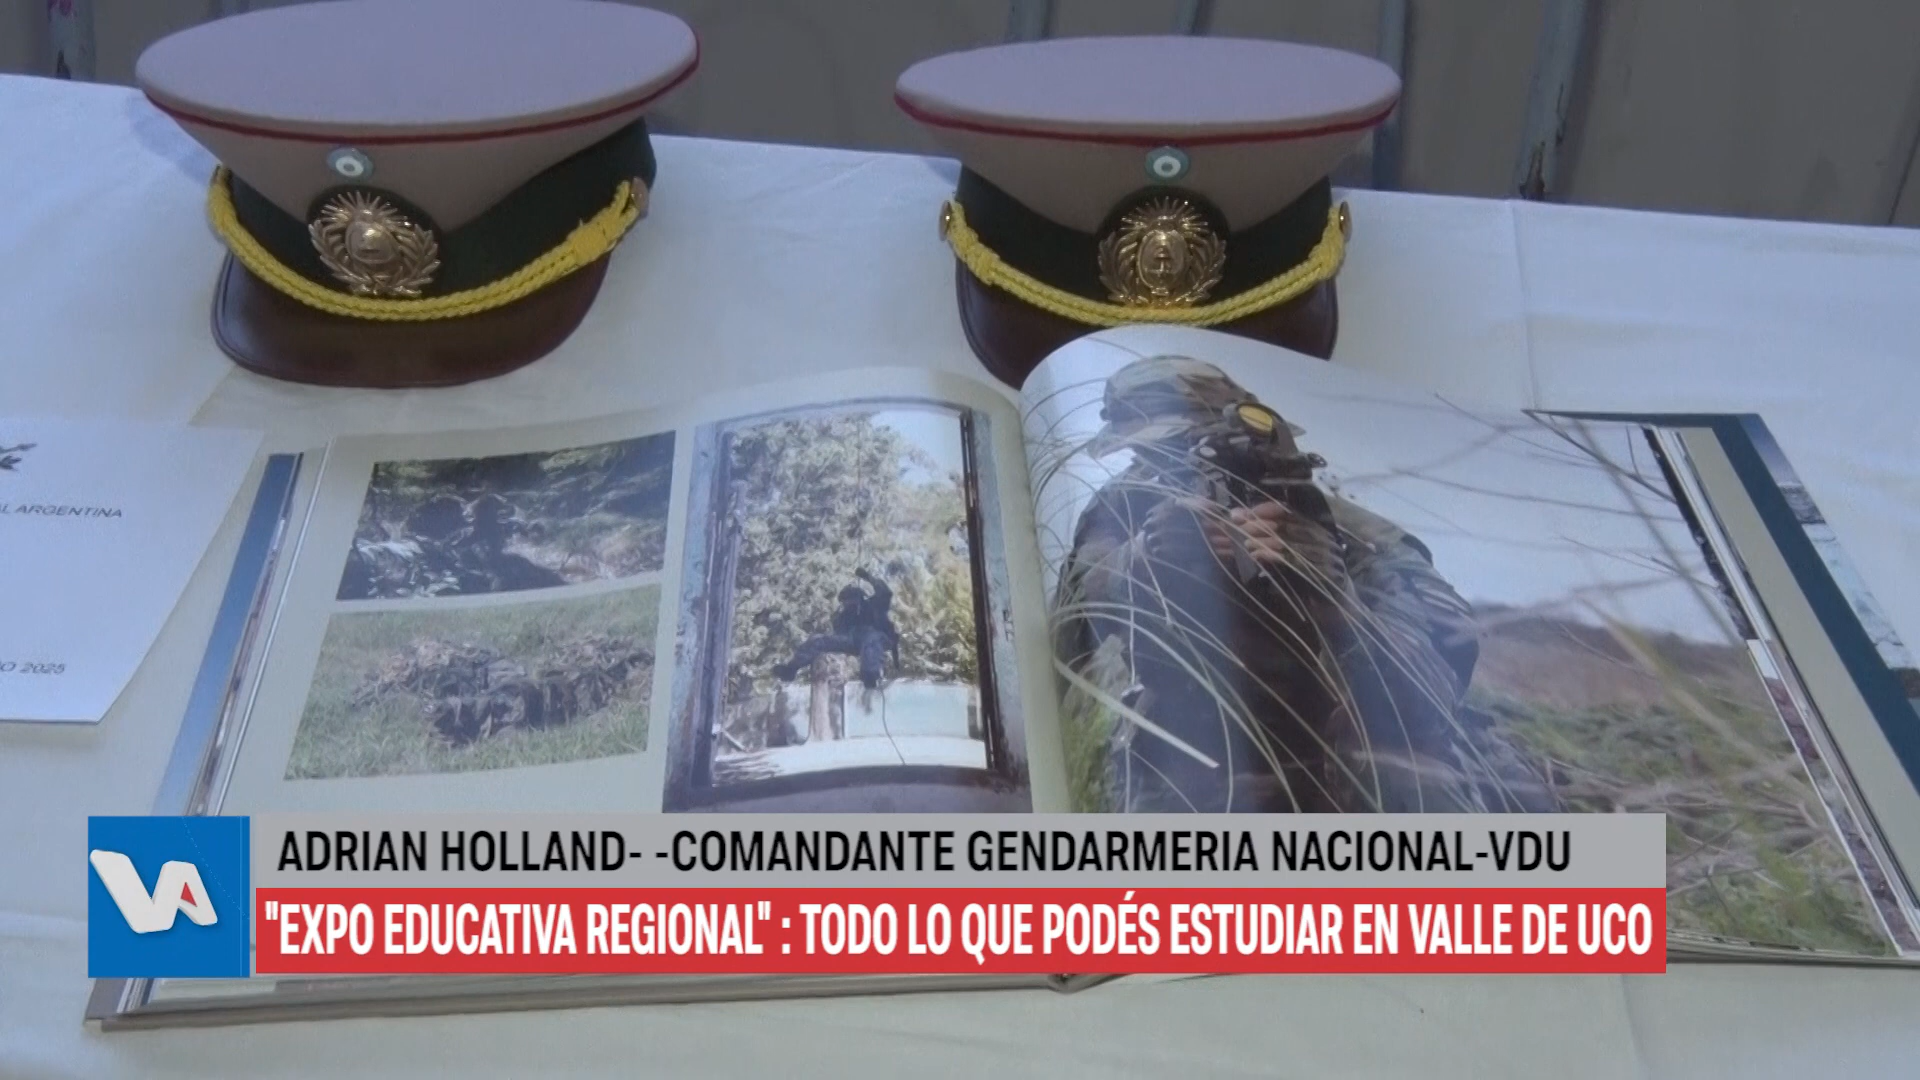 ARGENTINA
2025
VA
ADRIAN HOLLAND- -COMANDANTE GENDARMERIA NACIONAL-VDU
"EXPO EDUCATIVA REGIONAL" : TODO LO QUE PODÉS ESTUDIAR EN VALLE DE UCO